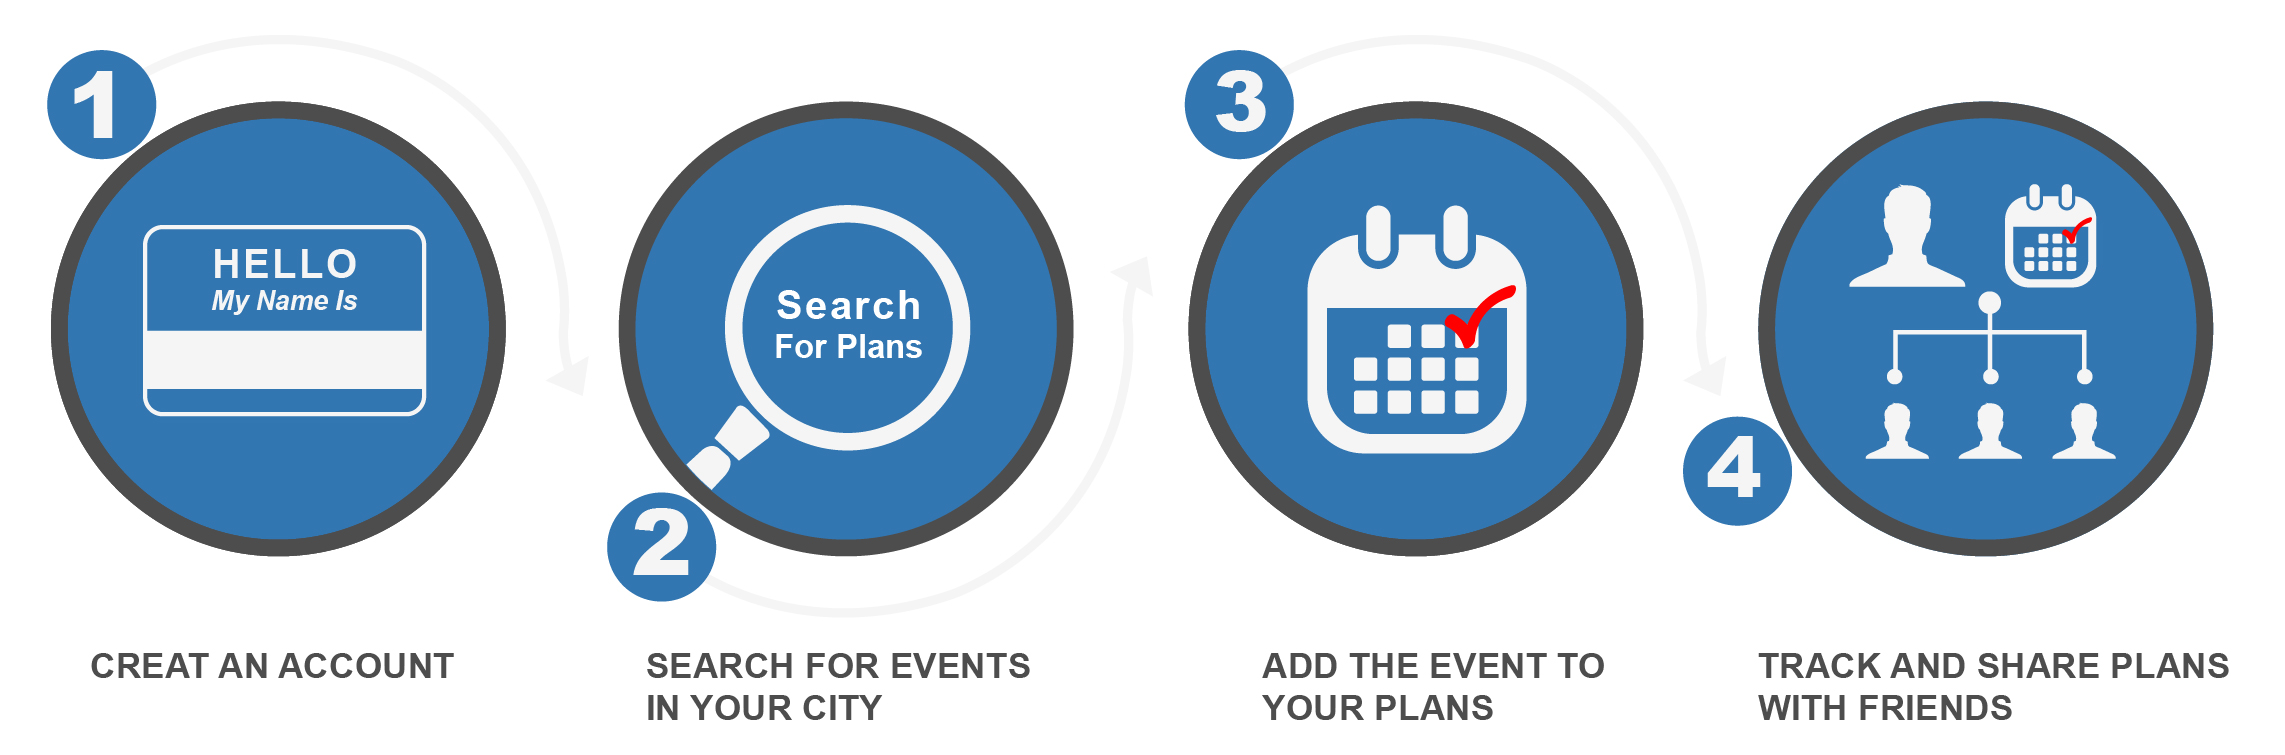 1
HELLO
My Name Is
CREAT AN ACCOUNT
2
Search
For Plans
SEARCH FOR EVENTS
IN YOUR CITY
3
ADD THE EVENT TO
YOUR PLANS
4
TRACK AND SHARE PLANS
WITH FRIENDS